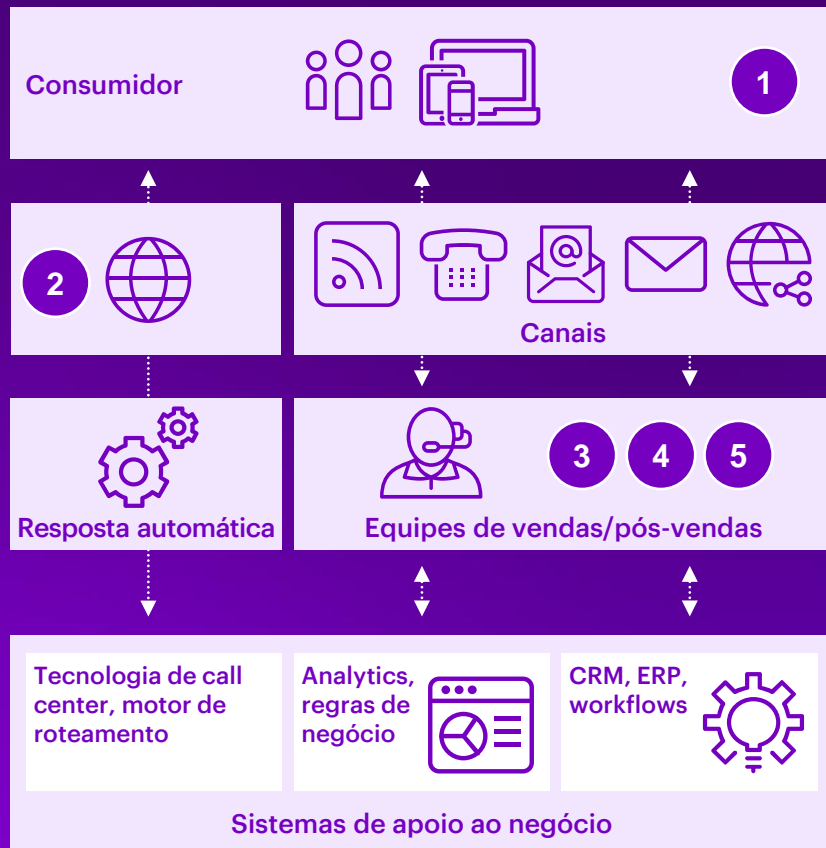 Consumidor
1
2
Canais
Resposta automática
3 4 5
Equipes de vendas/pós-vendas
Tecnologia de call
center, motor de
roteamento
Analytics,
regras de
negócio
CRM, ERP,
workflows
Sistemas de apoio ao negócio